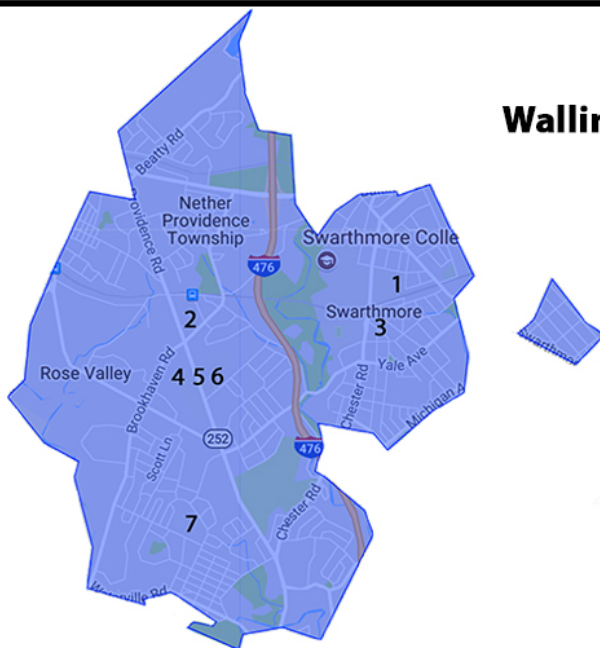 Wallin
Beatty Rd
Providence Rd
Nether
Providence
Township
Swarthmore Colle
476
1
Swarthmore
2
3
Rose Valley
4 5 6
Yale Ave
Brookhaven Rd
Chester Rd
Michigan A
252
476
Scott Ln
Chester Rd
7